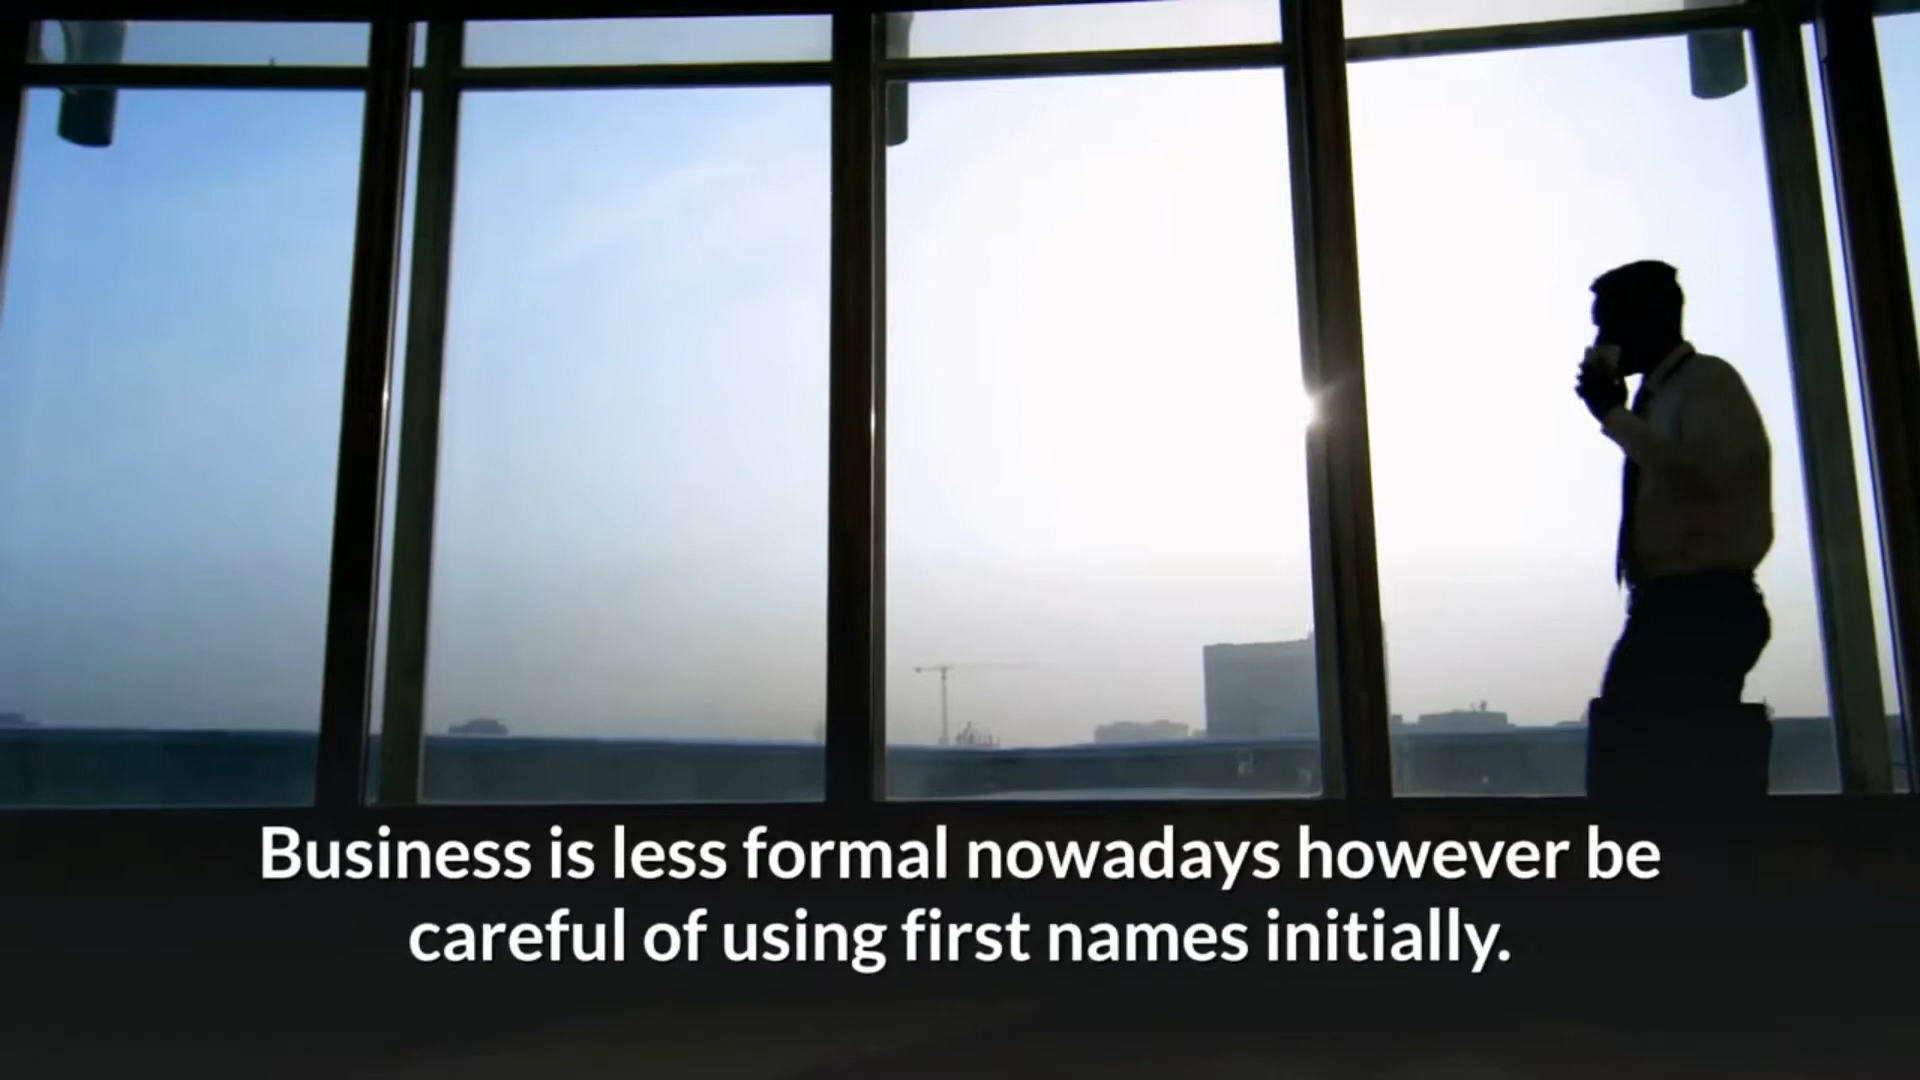 Business is less formal nowadays however be
careful of using first names initially.